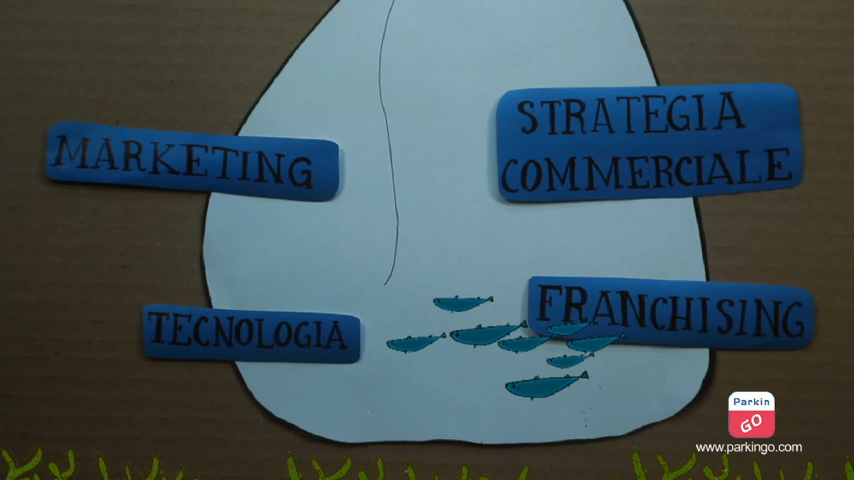 MARKETING
STRATEGIA
COMMERCIALE
TECNOLOGIA
FRANCHISING
Parkin
GO
www.parkingo.com